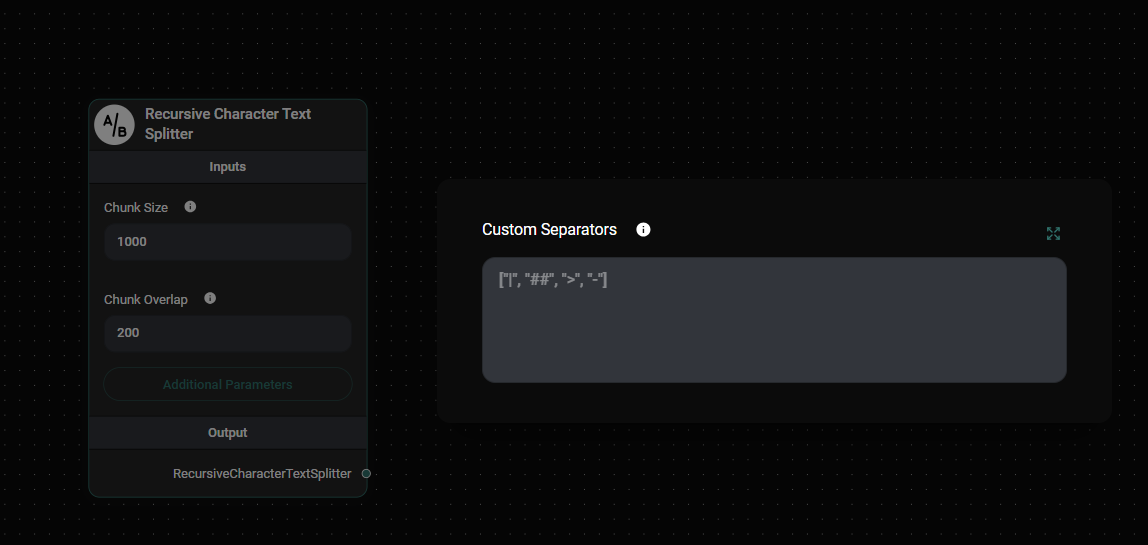 Recursive Character Text
Splitter
Inputs
Chunk Size
1000
Chunk Overlap
200
Additional Parameters
Output
RecursiveCharacterTextSplitter
Custom Separators
["|", "##", ">", "-"]